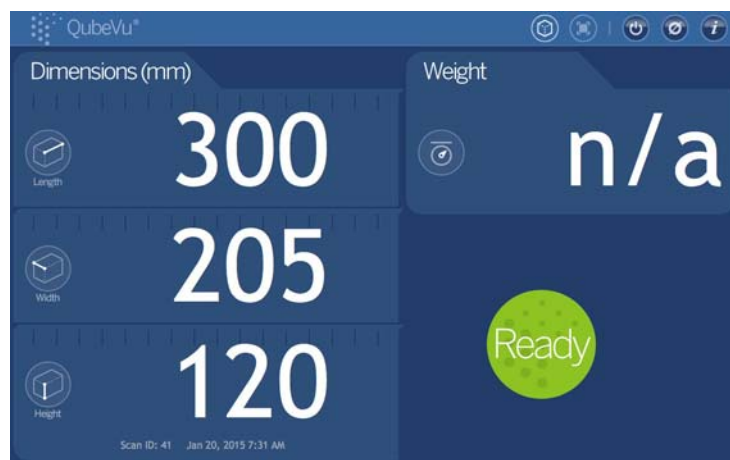 QubeVu®
Dimensions (mm)
Length
300
Width
205
Height
120
Scan ID: 41 Jan 20, 2015 7:31 AM
Weight
n/a
Ready